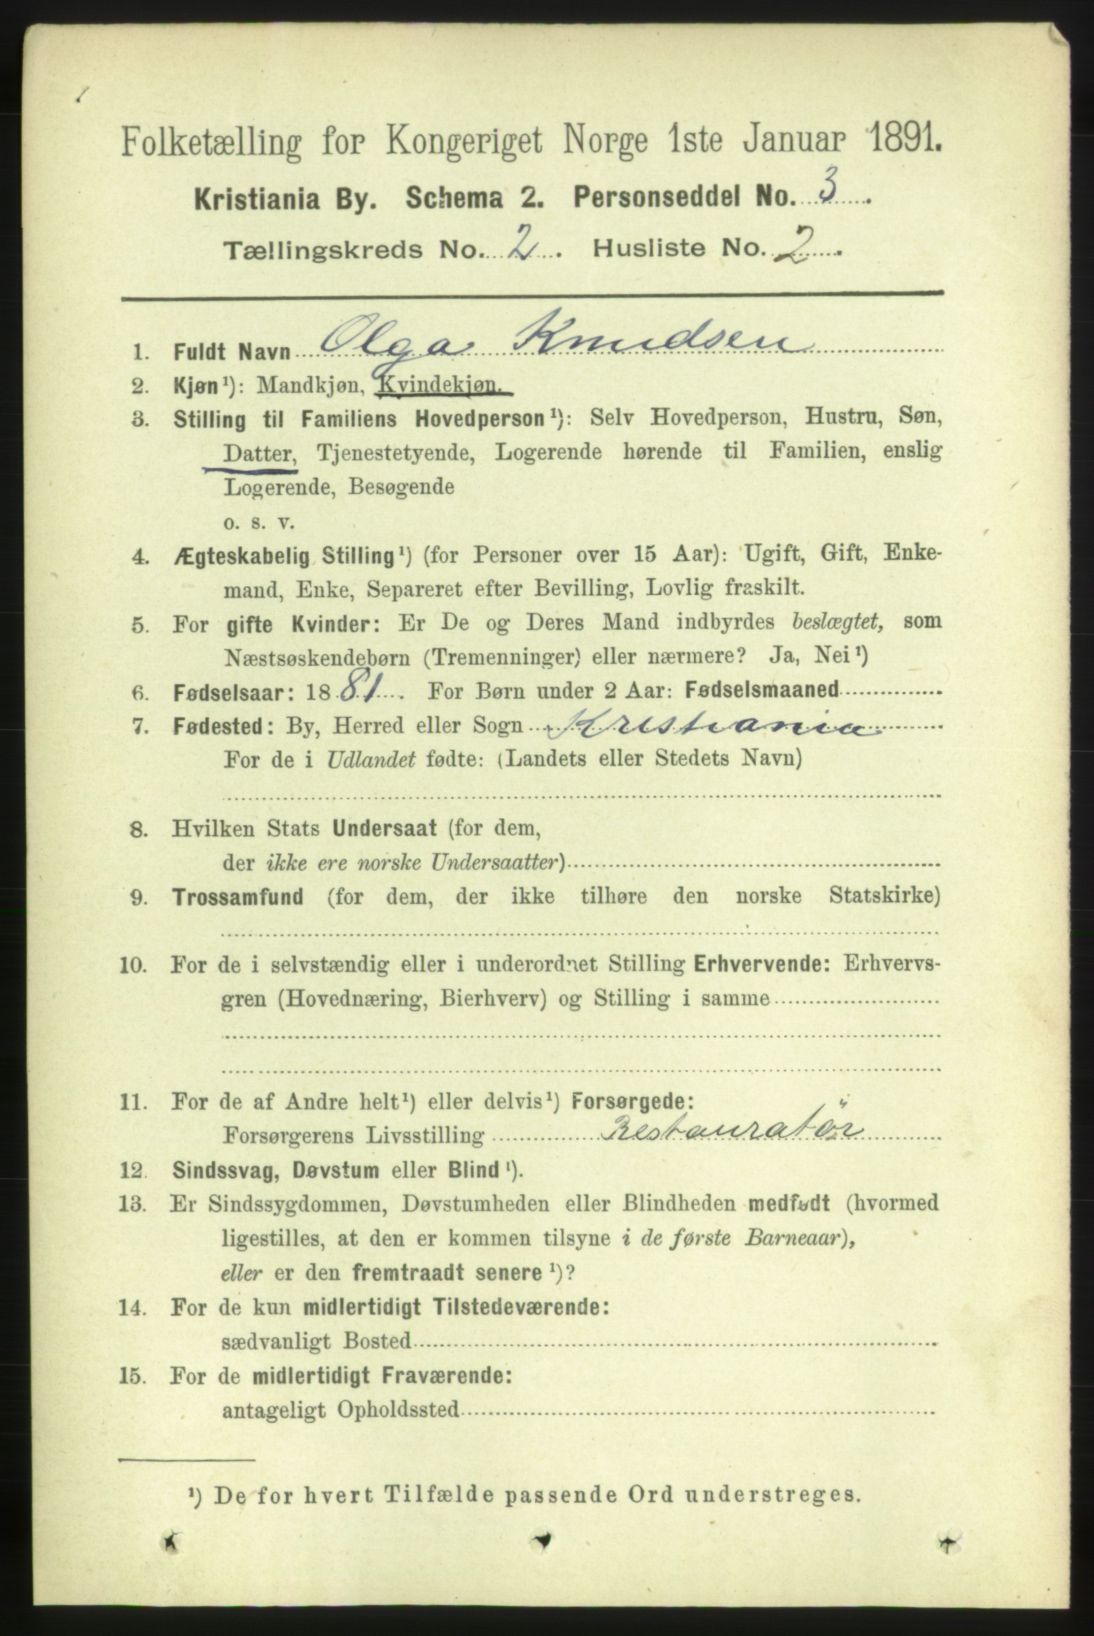 Folketælling for Kongeriget Norge 1ste Januar 1891.
Kristiania By. Schema 2. Personseddel No. 3.
Tællingskreds No. 2. Husliste No. 2.
1. Fuldt Navn Olga Knudsen
2. Kjøn¹): Mandkjøn, Kvindekjøn.
3. Stilling til Familiens Hovedperson¹): Selv Hovedperson, Hustru, Søn,
Datter, Tjenestetyende, Logerende hørende til Familien, enslig
Logerende, Besøgende
o. s. v.
4. Ægteskabelig Stilling¹) (for Personer over 15 Aar): Ugift, Gift, Enke-
mand, Enke, Separeret efter Bevilling, Lovlig fraskilt.
5. For gifte Kvinder: Er De og Deres Mand indbyrdes beslægtet, som
Næstsøskendebørn (Tremenninger) eller nærmere? Ja, Nei¹)
6. Fødselsaar: 1881. For Børn under 2 Aar: Fødselsmaaned
7. Fødested: By, Herred eller Sogn Kristiania
For de i Udlandet fødte: (Landets eller Stedets Navn)
8. Hvilken Stats Undersaat (for dem,
der ikke ere norske Undersaatter)
9. Trossamfund (for dem, der ikke tilhøre den norske Statskirke)
10. For de i selvstændig eller i underordnet Stilling Erhvervende: Erhvervs-
gren (Hovednæring, Bierhverv) og Stilling i samme
11. For de af Andre helt¹) eller delvis¹) Forsørgede:
Forsørgerens Livsstilling Restauratör
12. Sindssvag, Døvstum eller Blind¹).
13. Er Sindssygdommen, Døvstumheden eller Blindheden medfødt (hvormed
ligestilles, at den er kommen tilsyne i de første Barneaar),
eller er den fremtraadt senere¹)?
14. For de kun midlertidigt Tilstedeværende:
sædvanligt Bosted
15. For de midlertidigt Fraværende:
antageligt Opholdssted
¹) De for hvert Tilfælde passende Ord understreges.